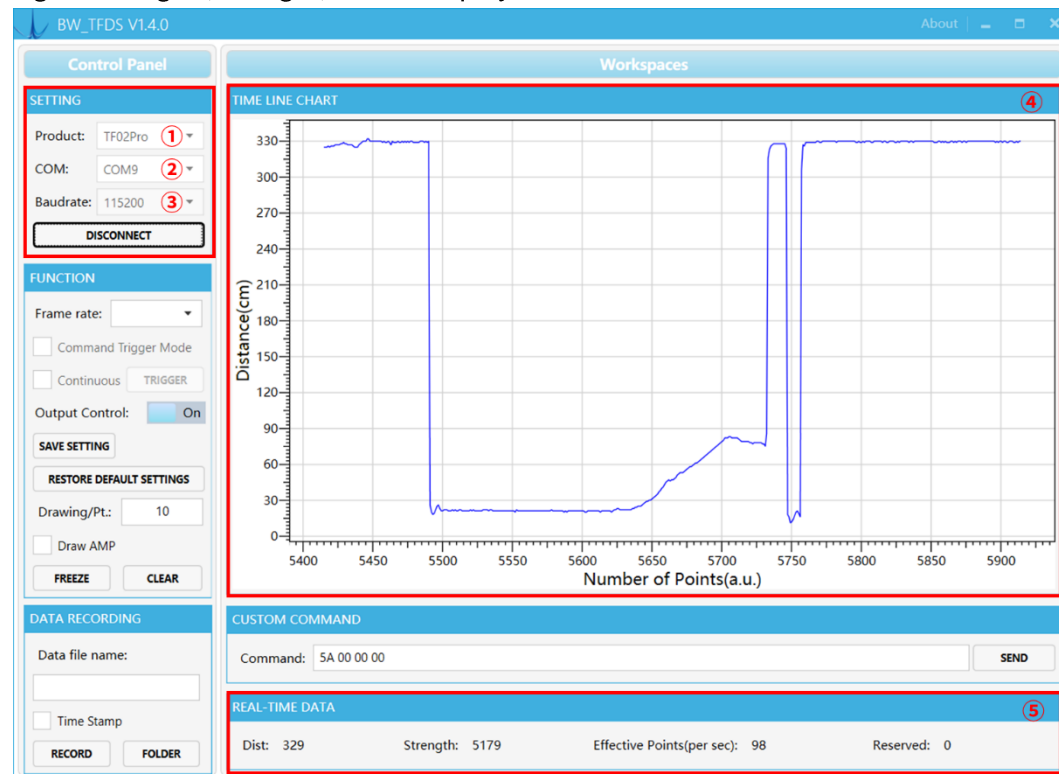 BW_TFDS V1.4.0
About
Control Panel
Workspaces
SETTING
Product: TF02Pro ①
COM: COM9 ②
Baudrate: 115200 ③
DISCONNECT
FUNCTION
Frame rate:
Command Trigger Mode
Continuous TRIGGER
Output Control: On
SAVE SETTING
RESTORE DEFAULT SETTINGS
Drawing/Pt.: 10
Draw AMP
FREEZE CLEAR
DATA RECORDING
Data file name:
Time Stamp
RECORD FOLDER
TIME LINE CHART ④
Distance(cm)
330
300
270
240
210
180
150
120
90
60
30
0
5400 5450 5500 5550 5600 5650 5700 5750 5800 5850 5900
Number of Points(a.u.)
CUSTOM COMMAND
Command: 5A 00 00 00 SEND
REAL-TIME DATA ⑤
Dist: 329 Strength: 5179 Effective Points(per sec): 98 Reserved: 0